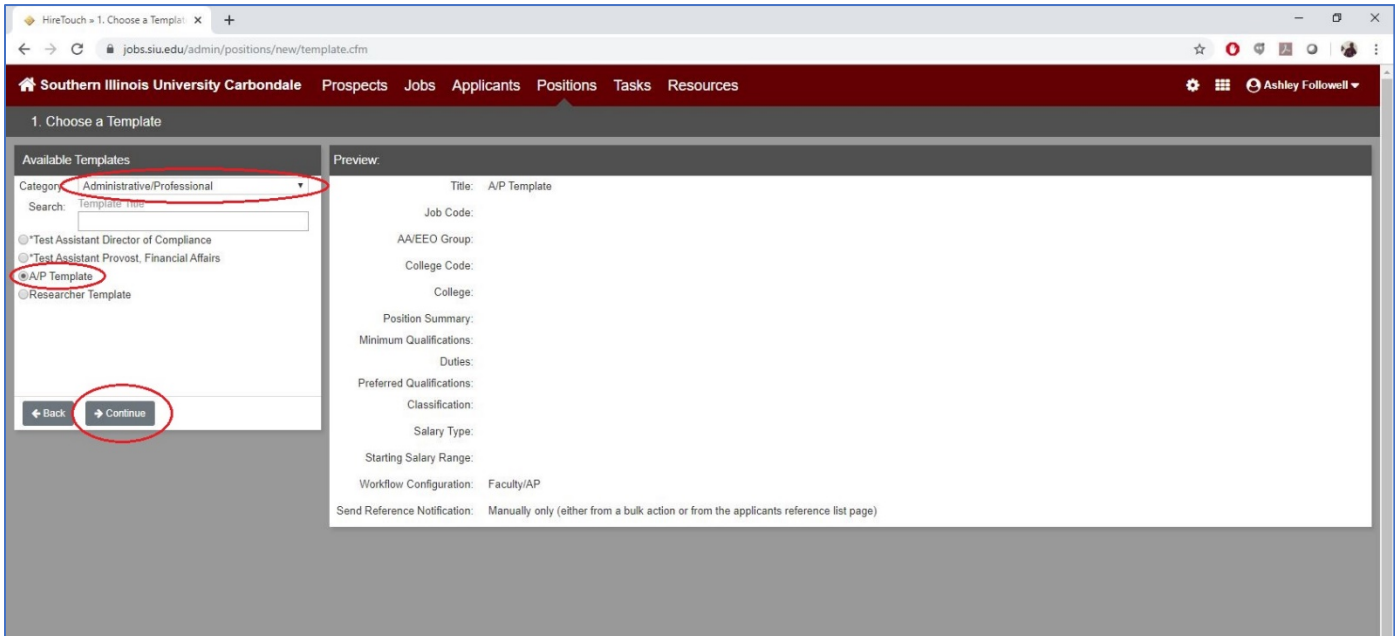 HireTouch » 1. Choose a Templat
jobs.siu.edu/admin/positions/new/template.cfm
Southern Illinois University Carbondale Prospects Jobs Applicants Positions Tasks Resources Ashley Followell
1. Choose a Template
Available Templates
Category Administrative/Professional
Search: Template Title
*Test Assistant Director of Compliance
*Test Assistant Provost, Financial Affairs
A/P Template
Researcher Template
Back Continue
Preview:
Title: A/P Template
Job Code:
AA/EEO Group:
College Code:
College:
Position Summary:
Minimum Qualifications:
Duties:
Preferred Qualifications:
Classification:
Salary Type:
Starting Salary Range:
Workflow Configuration: Faculty/AP
Send Reference Notification: Manually only (either from a bulk action or from the applicants reference list page)